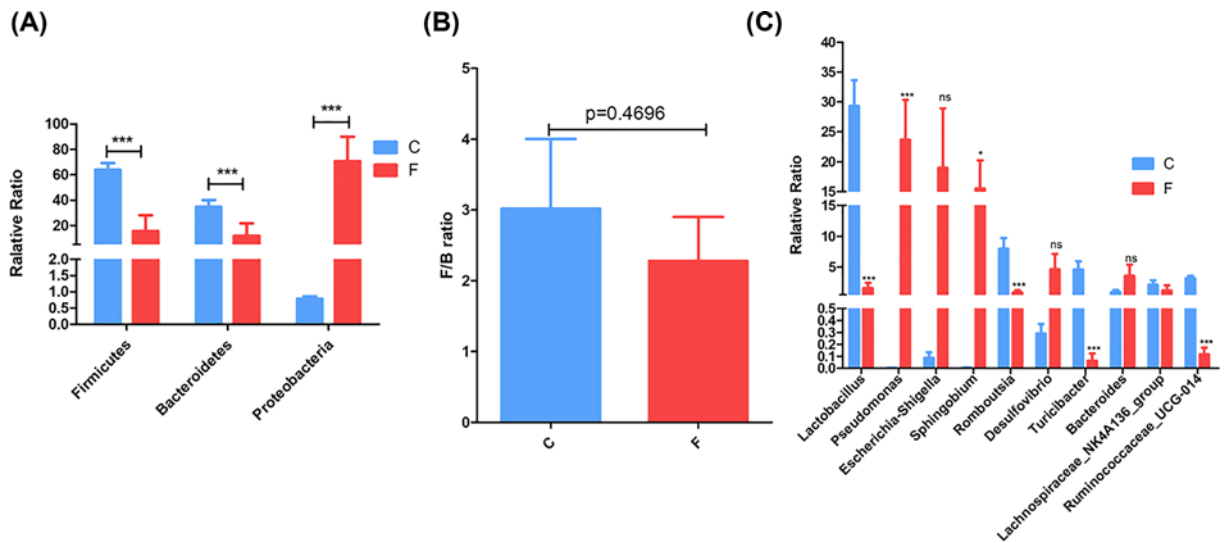 (A)
Ralative Ratio
100
80
60
40
20
2.0
1.5
1.0
0.5
0.0
***
***
***
C
F
Firmicutes
Bacteroidetes
Proteobacteria
(B)
F/B ratio
5
4
3
2
1
0
p=0.4696
C
F
(C)
Ralative Ratio
40
35
30
25
20
15
10
5
0.5
0.4
0.3
0.2
0.1
0.0
***
***
ns
*
***
ns
***
ns
***
C
F
Lactobacillus
Pseudomonas
Escherichia-Shigella
Sphingobium
Romboutsia
Desulfovibrio
Turicibacter
Bacteroides
Lachnospiraceae_NK4A136_group
Ruminococcaceae_UCG-014